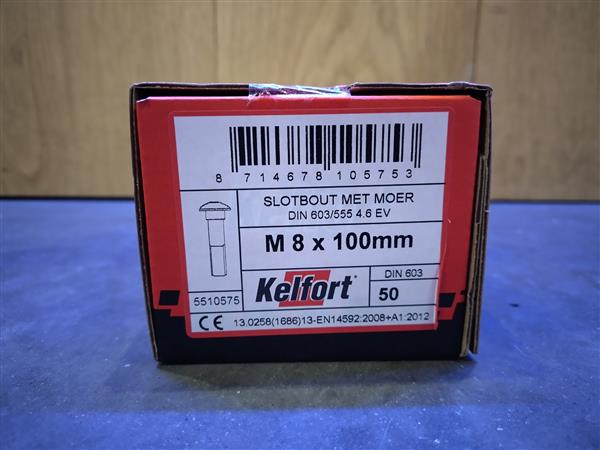 8 714678 105753
SLOTBOUT MET MOER
DIN 603/555 4.6 EV
M 8 x 100mm
5510575
Kelfort
DIN 603
50
CE 13.0258(1686)13-EN14592:2008+A1:2012